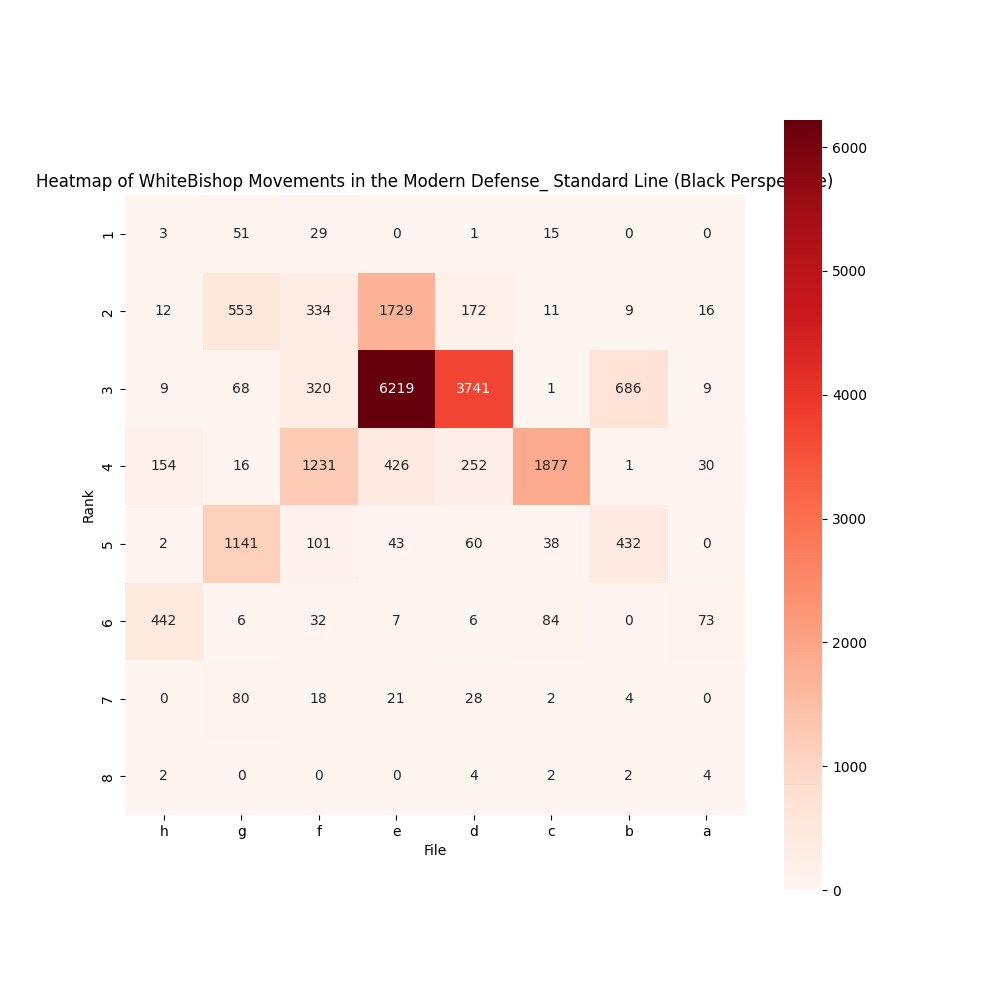 Heatmap of WhiteBishop Movements in the Modern Defense_ Standard Line (Black Perspe e)
1 3 51 29 0 1 15 0 0
2 12 553 334 1729 172 11 9 16
3 9 68 320 6219 3741 1 686 9
4 154 16 1231 426 252 1877 1 30
5 2 1141 101 43 60 38 432 0
6 442 6 32 7 6 84 0 73
7 0 80 18 21 28 2 4 0
8 2 0 0 0 4 2 2 4
h g f e d c b a
File
Rank
6000
5000
4000
3000
2000
1000
0